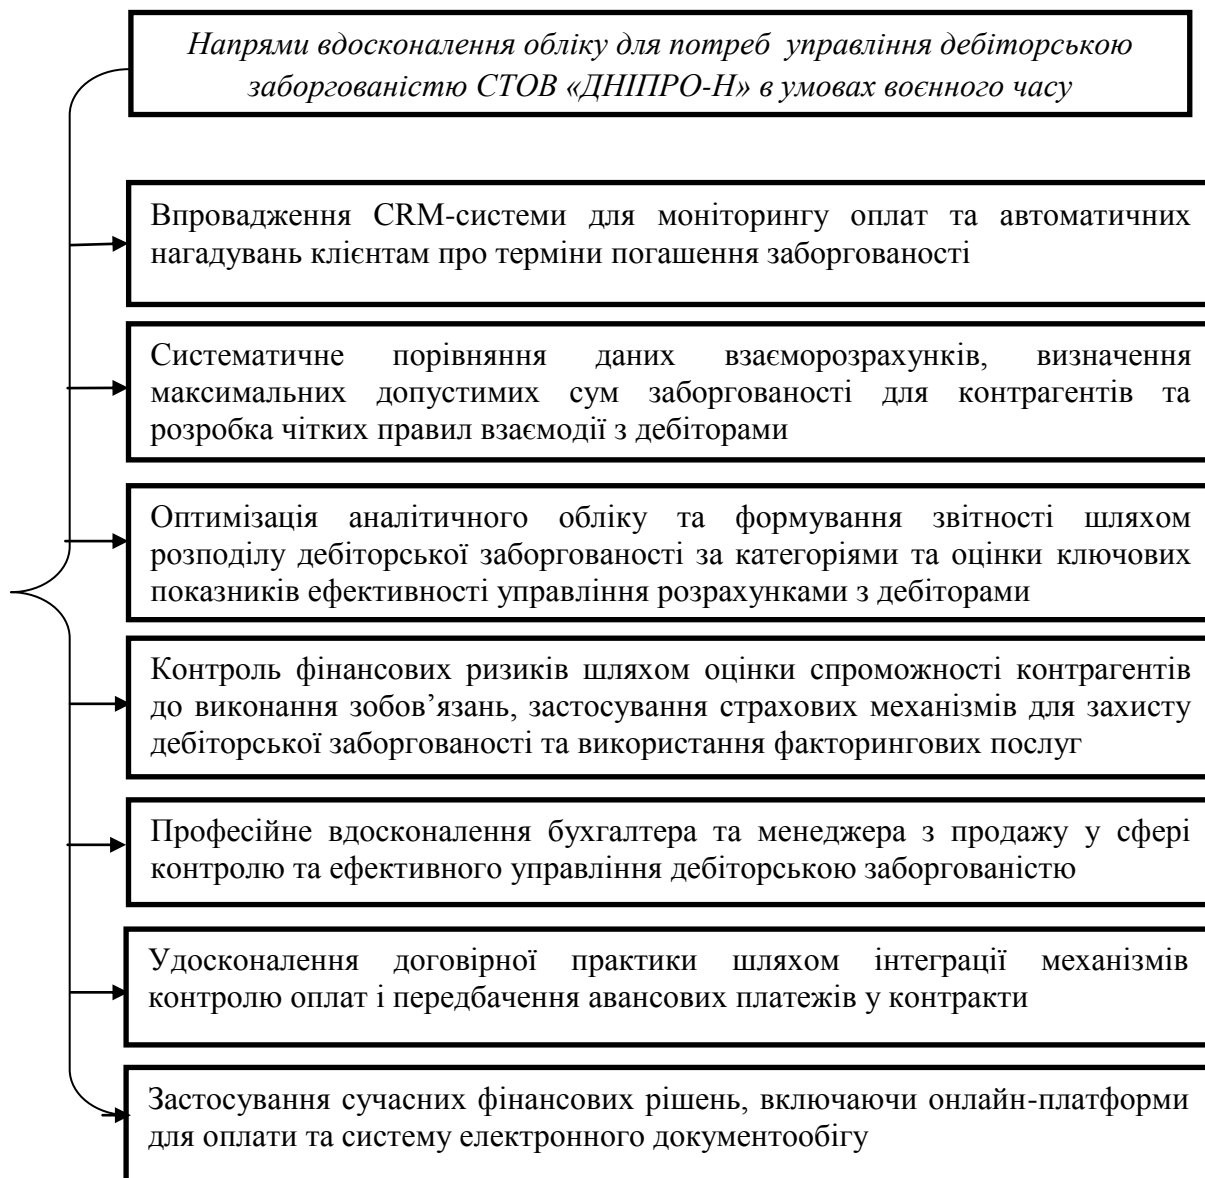 Напрями вдосконалення обліку для потреб управління дебіторською
заборгованістю СТОВ «ДНІПРО-Н» в умовах воєнного часу
Впровадження CRM-системи для моніторингу оплат та автоматичних
нагадувань клієнтам про терміни погашення заборгованості
Систематичне порівняння даних взаєморозрахунків, визначення
максимальних допустимих сум заборгованості для контрагентів та
розробка чітких правил взаємодії з дебіторами
Оптимізація аналітичного обліку та формування звітності шляхом
розподілу дебіторської заборгованості за категоріями та оцінки ключових
показників ефективності управління розрахунками з дебіторами
Контроль фінансових ризиків шляхом оцінки спроможності контрагентів
до виконання зобов’язань, застосування страхових механізмів для захисту
дебіторської заборгованості та використання факторингових послуг
Професійне вдосконалення бухгалтера та менеджера з продажу у сфері
контролю та ефективного управління дебіторською заборгованістю
Удосконалення договірної практики шляхом інтеграції механізмів
контролю оплат і передбачення авансових платежів у контракти
Застосування сучасних фінансових рішень, включаючи онлайн-платформи
для оплати та систему електронного документообігу